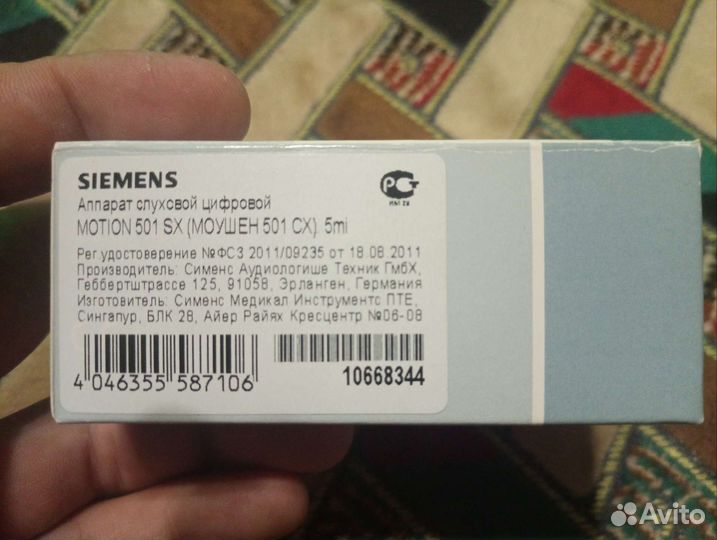 SIEMENS
Аппарат слуховой цифровой
MOTION 501 SX (МОУШЕН 501 СХ) 5mi
Рег.удостоверение №ФСЗ 2011/09235 от 18.08.2011
Производитель: Сименс Аудиологише Техник ГмбХ,
Геббертштрассе 125, 91058, Эрланген, Германия
Изготовитель: Сименс Медикал Инструментс ПТЕ,
Сингапур, БЛК 28, Айер Райях Кресцентр №06-08
4 046355 587106
10668344
Avito